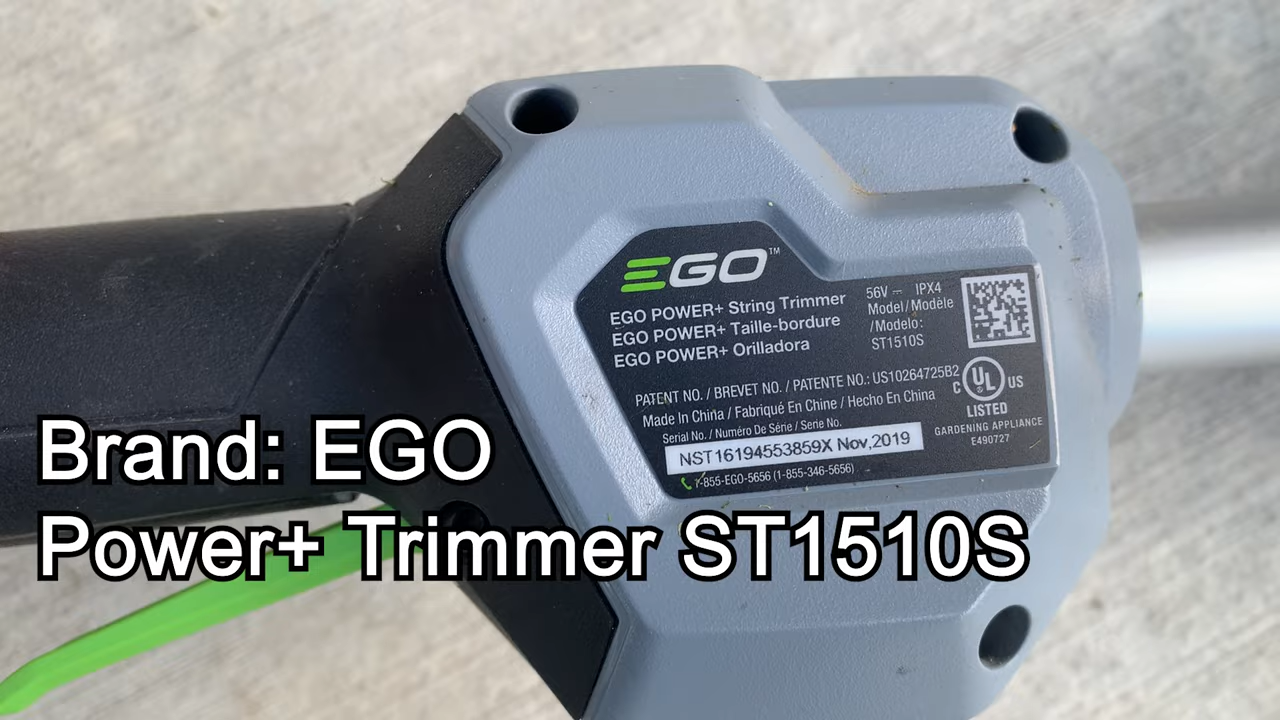 EGO™
EGO POWER+ String Trimmer
EGO POWER+ Taille-bordure
EGO POWER+ Orilladora
56V ⎓ IPX4
Model/Modèle
/Modelo:
ST1510S
PATENT NO. / BREVET NO. / PATENTE NO.: US10264725B2
Made In China / Fabriqué En Chine / Hecho En China
Serial No./ Numéro De Série / Serie No.
NST16194553859X Nov,2019
1-855-EGO-5656 (1-855-346-5656)
C UL US
®
LISTED
GARDENING APPLIANCE
E490727
Brand: EGO
Power+ Trimmer ST1510S